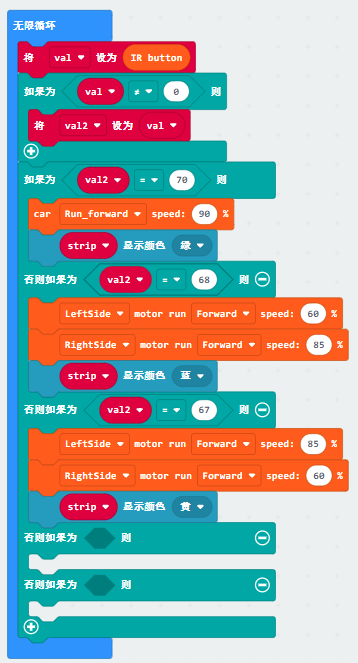 无限循环
将 val 设为 IR button
如果为 val ≠ 0 则
将 val2 设为 val
如果为 val2 = 70 则
car Run_forward speed: 90 %
strip 显示颜色 绿
否则如果为 val2 = 68 则
LeftSide motor run Forward speed: 60 %
RightSide motor run Forward speed: 85 %
strip 显示颜色 蓝
否则如果为 val2 = 67 则
LeftSide motor run Forward speed: 85 %
RightSide motor run Forward speed: 60 %
strip 显示颜色 黄
否则如果为 则
否则如果为 则